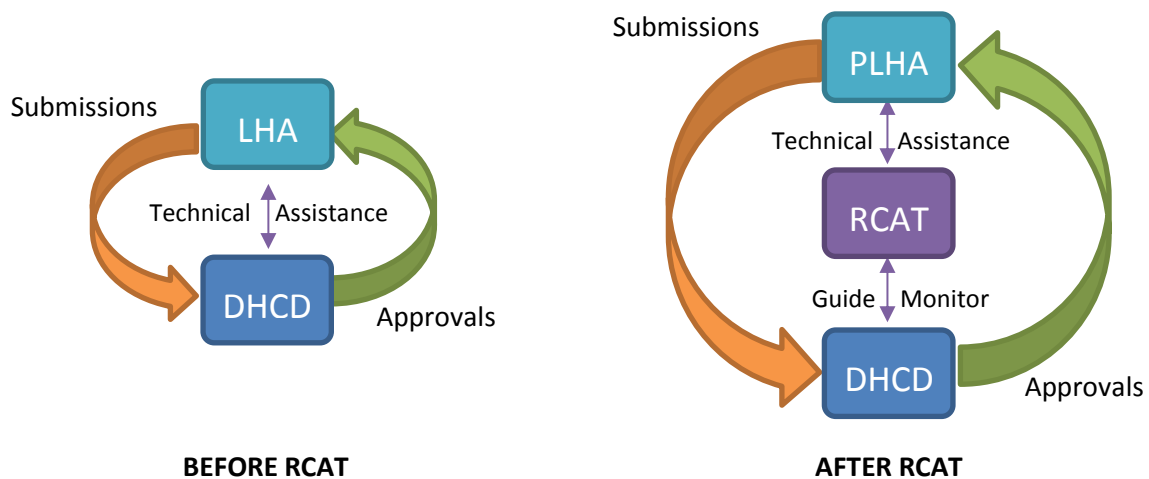 Submissions
LHA
Technical Assistance
DHCD
Approvals
BEFORE RCAT
Submissions
PLHA
Technical Assistance
RCAT
Guide Monitor
DHCD
Approvals
AFTER RCAT